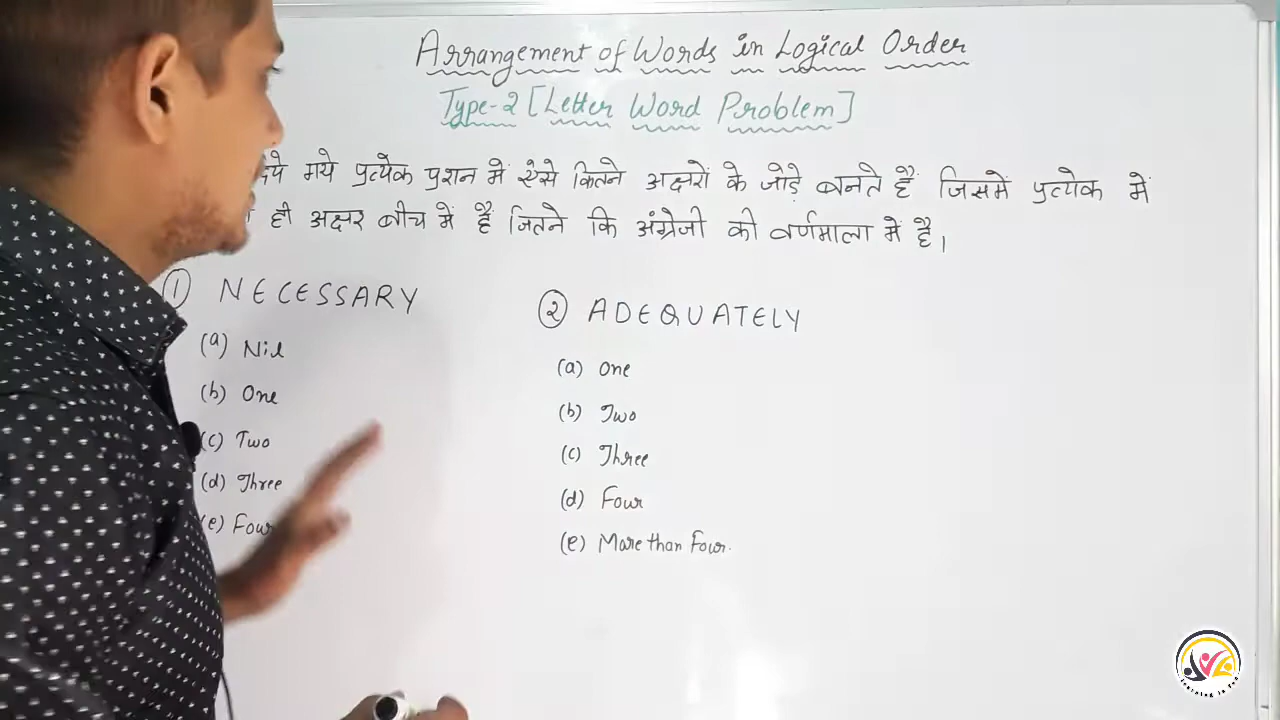 Arrangement of Words in Logical Order
Type-2 [Letter Word Problem]
गये प्रत्येक प्रशन में ऐसे कितने अक्षरों के जोड़े बनते हैं जिसमें प्रत्येक में
ही अक्षर बीच में हैं जितने कि अंग्रेजी की वर्णमाला में है।
① NECESSARY
(a) Nil
(b) One
(c) Two
(d) Three
(e) Four
② ADEQUATELY
(a) One
(b) Two
(c) Three
(d) Four
(e) More than Four.